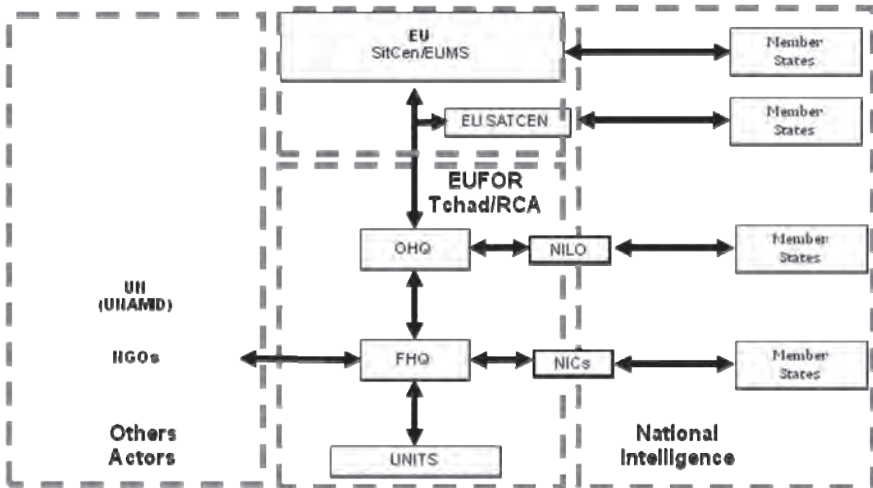 EU
SitCen/EUMS
Member
States
EU SATCEN
Member
States
EUFOR
Tchad/RCA
OHQ
NILO
Member
States
UN
(UNAMID)
NGOs
FHQ
NICs
Member
States
Others
Actors
UNITS
National
Intelligence